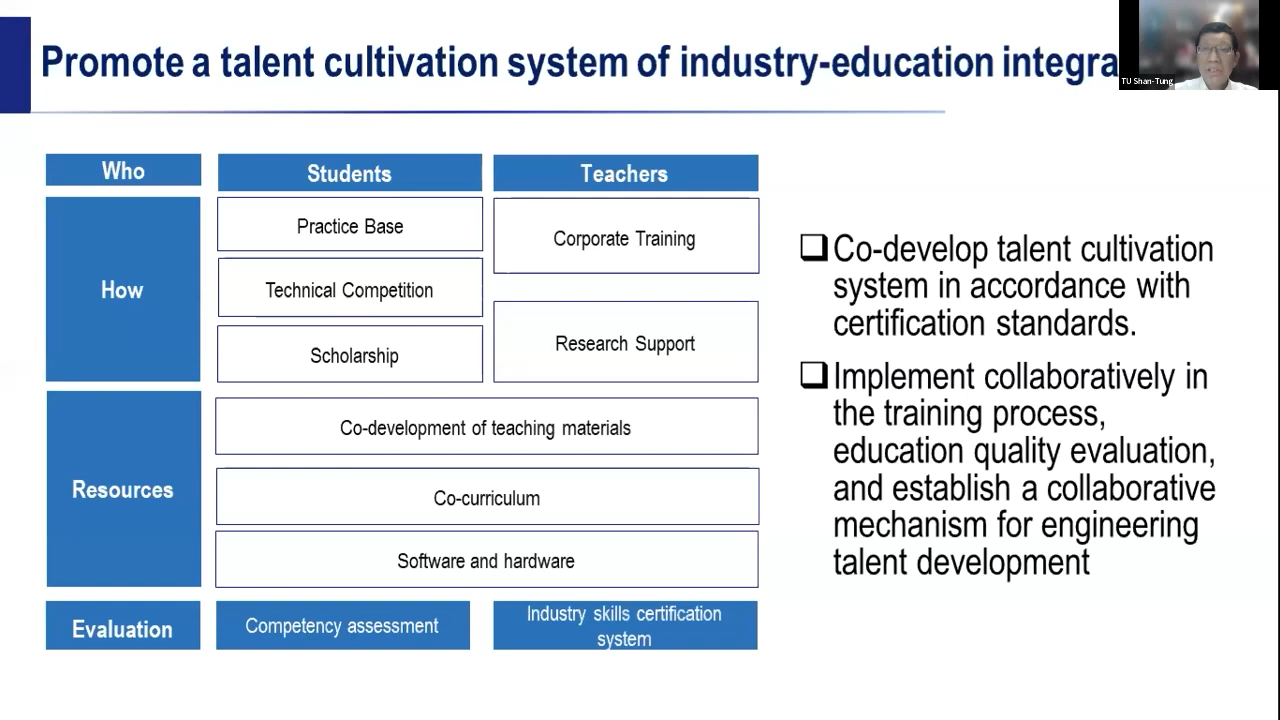 Promote a talent cultivation system of industry-education integra
TU Shan-Tung
Who
Students
Teachers
How
Practice Base
Technical Competition
Scholarship
Corporate Training
Research Support
Resources
Co-development of teaching materials
Co-curriculum
Software and hardware
Evaluation
Competency assessment
Industry skills certification
system
Co-develop talent cultivation
system in accordance with
certification standards.
Implement collaboratively in
the training process,
education quality evaluation,
and establish a collaborative
mechanism for engineering
talent development